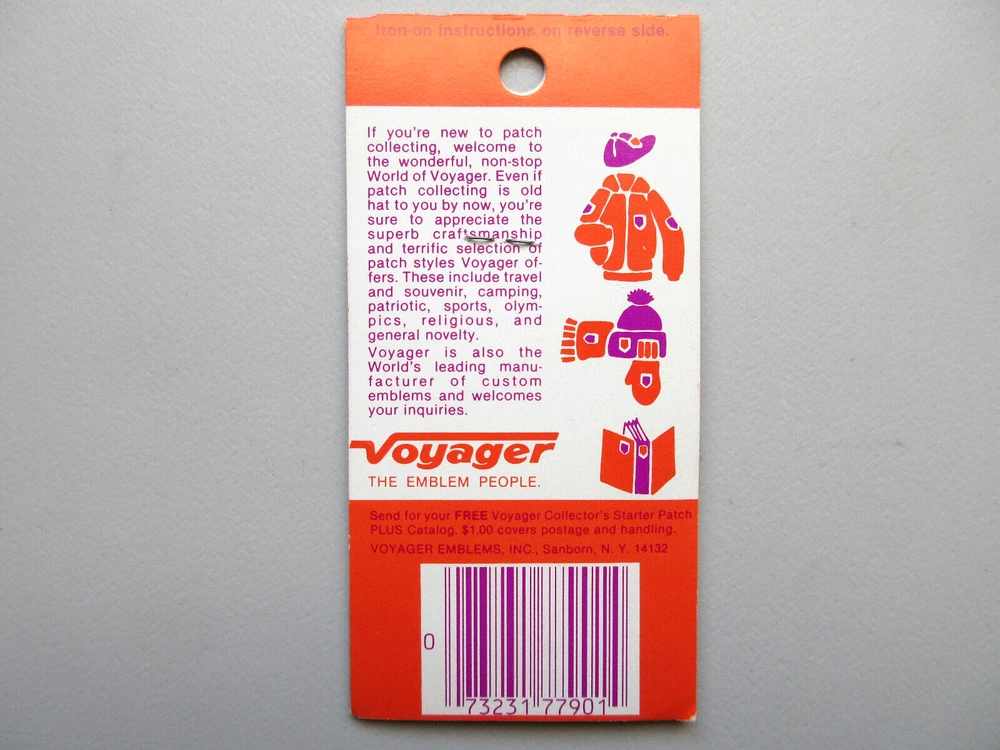 Iron-on instructions on reverse side.
If you're new to patch
collecting, welcome to
the wonderful, non-stop
World of Voyager. Even if
patch collecting is old
hat to you by now, you're
sure to appreciate the
superb craftsmanship
and terrific selection of
patch styles Voyager of-
fers. These include travel
and souvenir, camping,
patriotic, sports, olym-
pics, religious, and
general novelty.
Voyager is also the
World's leading manu-
facturer of custom
emblems and welcomes
your inquiries.
Voyager
THE EMBLEM PEOPLE.
Send for your FREE Voyager Collector's Starter Patch
PLUS Catalog. $1.00 covers postage and handling.
VOYAGER EMBLEMS, INC., Sanborn, N. Y. 14132
0 73231 77901